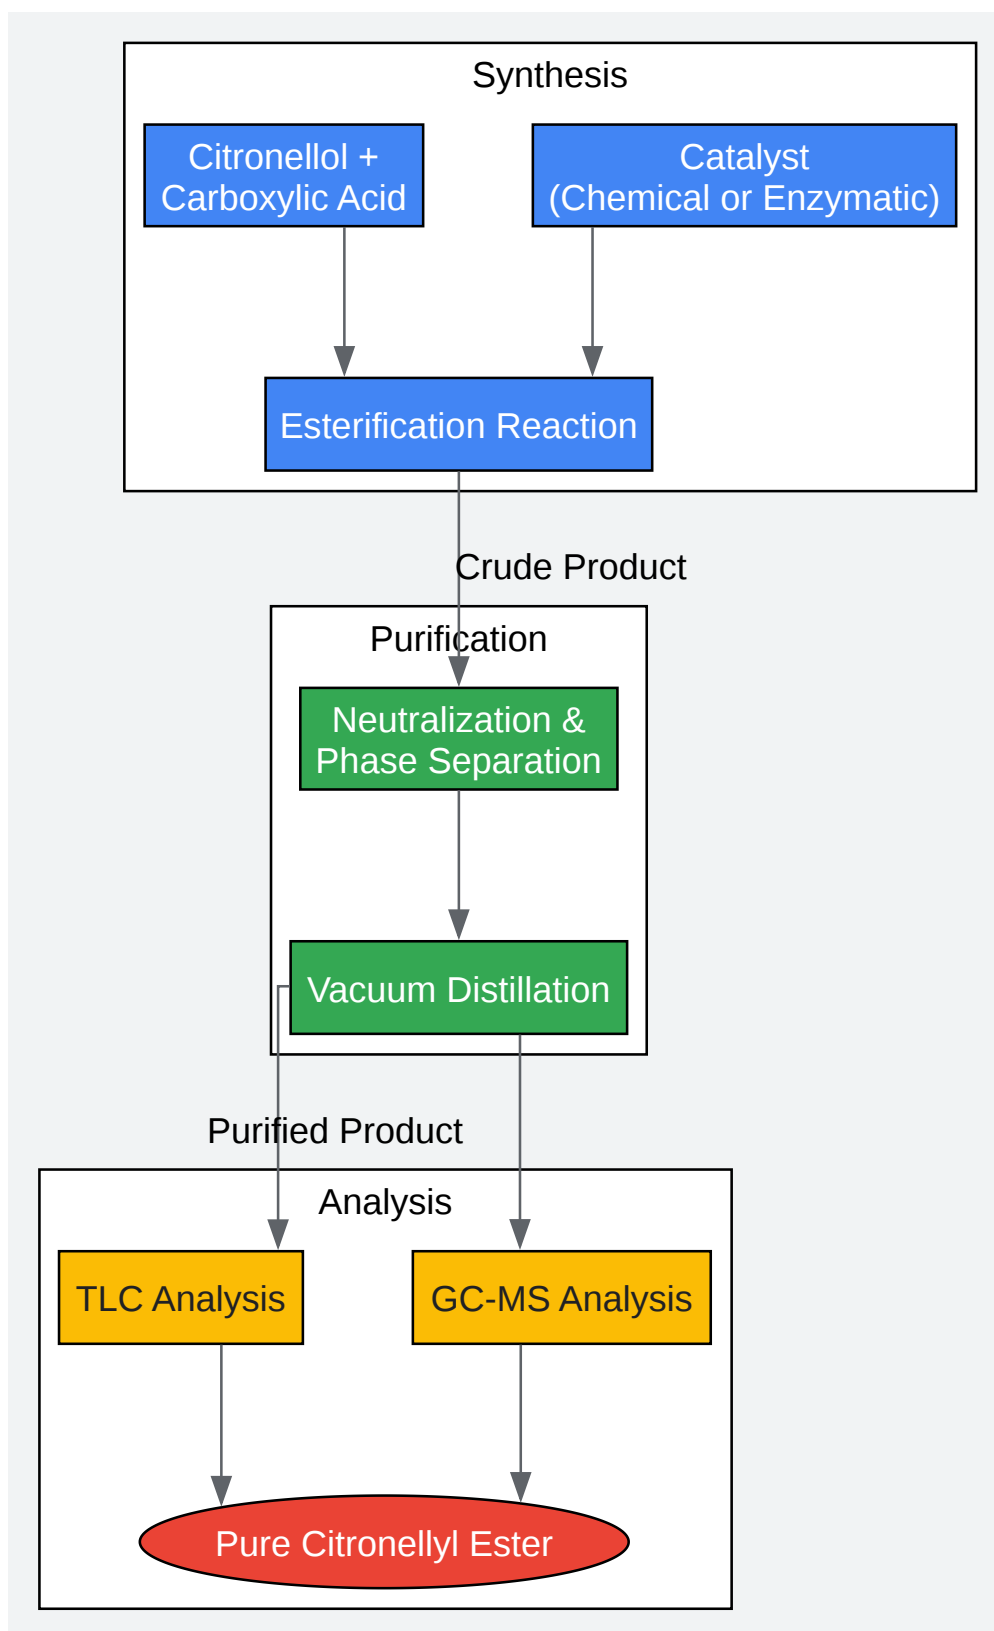 Synthesis
Citronellol +
Carboxylic Acid
Catalyst
(Chemical or Enzymatic)
Esterification Reaction
Crude Product
Purification
Neutralization &
Phase Separation
Vacuum Distillation
Purified Product
Analysis
TLC Analysis
GC-MS Analysis
Pure Citronellyl Ester